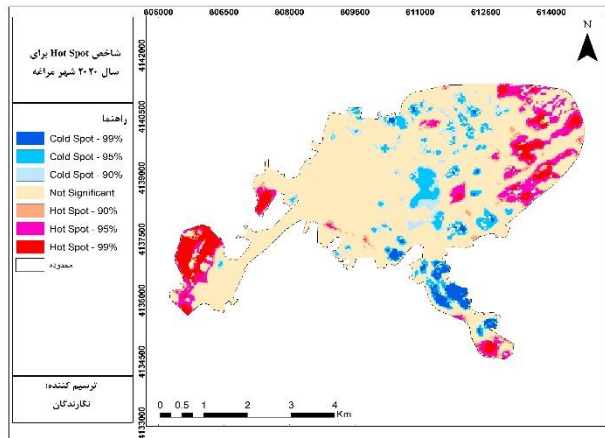 شاخص Hot Spot برای
سال ۲۰۲۰ شهر مراغه
راهنما
Cold Spot - 99%
Cold Spot - 95%
Cold Spot - 90%
Not Significant
Hot Spot - 90%
Hot Spot - 95%
Hot Spot - 99%
محدوده
ترسیم کننده:
نگارندگان
605000 606500 608000 609500 611000 612500 614000
4142000
4140500
4139000
4137500
4136000
4134500
4133000
N
0 0.5 1 2 3 4
Km